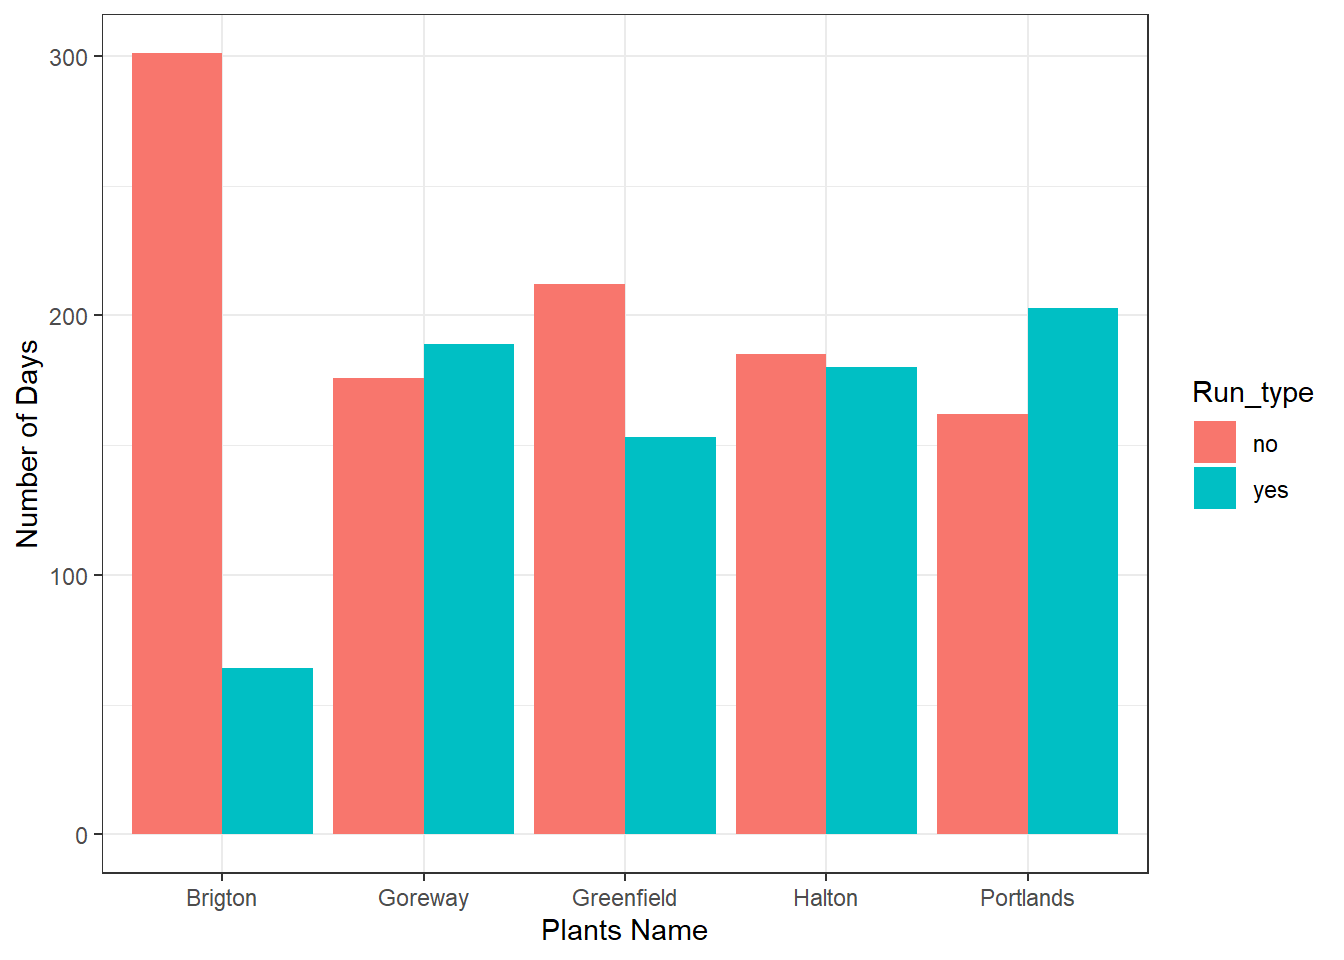 Number of Days
300
200
100
0
Brigton Goreway Greenfield Halton Portlands
Plants Name
Run_type
no
yes